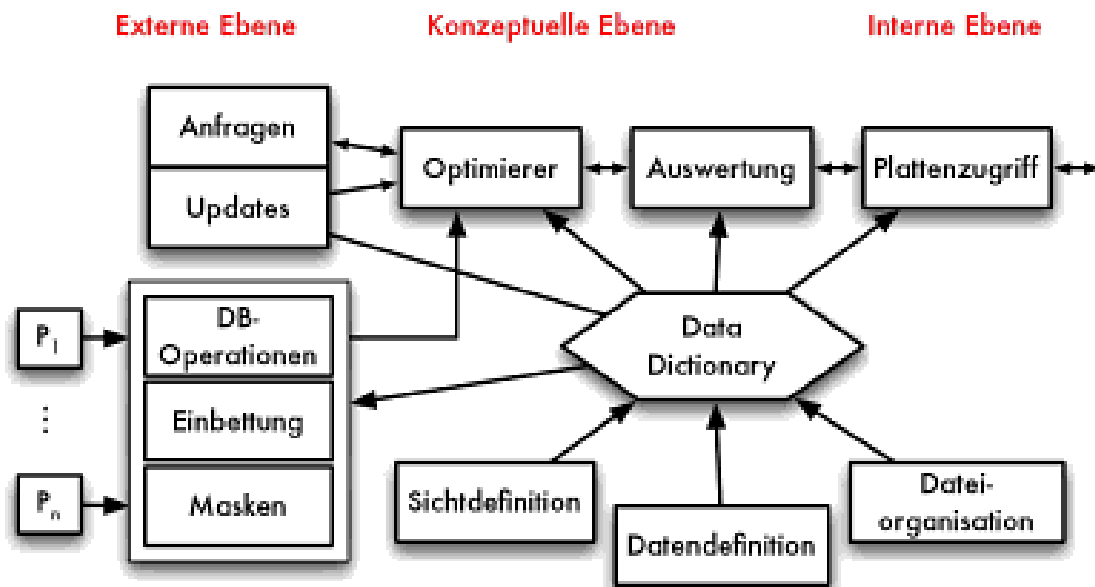 Externe Ebene
Konzeptuelle Ebene
Interne Ebene
Anfragen
Updates
Optimierer
Auswertung
Plattenzugriff
P1
⋮
Pn
DB-
Operationen
Einbettung
Masken
Data
Dictionary
Sichtdefinition
Datendefinition
Datei-
organisation